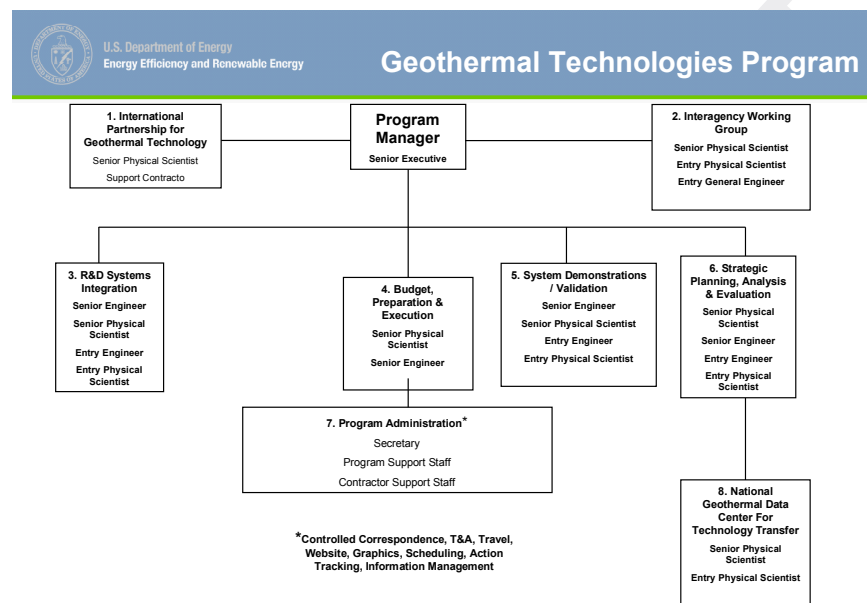 U.S. Department of Energy
Energy Efficiency and Renewable Energy
Geothermal Technologies Program
1. International
Partnership for
Geothermal Technology
Senior Physical Scientist
Support Contracto
Program
Manager
Senior Executive
2. Interagency Working
Group
Senior Physical Scientist
Entry Physical Scientist
Entry General Engineer
3. R&D Systems
Integration
Senior Engineer
Senior Physical
Scientist
Entry Engineer
Entry Physical
Scientist
4. Budget,
Preparation &
Execution
Senior Physical
Scientist
Senior Engineer
5. System Demonstrations
/ Validation
Senior Engineer
Senior Physical Scientist
Entry Engineer
Entry Physical Scientist
6. Strategic
Planning, Analysis
& Evaluation
Senior Physical
Scientist
Senior Engineer
Entry Engineer
Entry Physical
Scientist
7. Program Administration*
Secretary
Program Support Staff
Contractor Support Staff
8. National
Geothermal Data
Center For
Technology Transfer
Senior Physical
Scientist
Entry Physical Scientist
*Controlled Correspondence, T&A, Travel,
Website, Graphics, Scheduling, Action
Tracking, Information Management